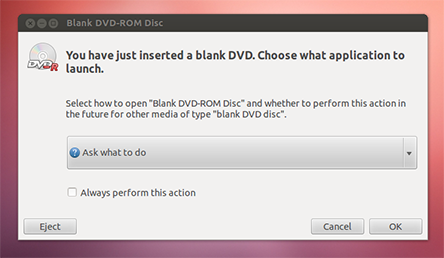 Blank DVD-ROM Disc
You have just inserted a blank DVD. Choose what application to
launch.
DVD
R
Select how to open "Blank DVD-ROM Disc" and whether to perform this action in
the future for other media of type "blank DVD disc".
Ask what to do
Always perform this action
Eject
Cancel
OK